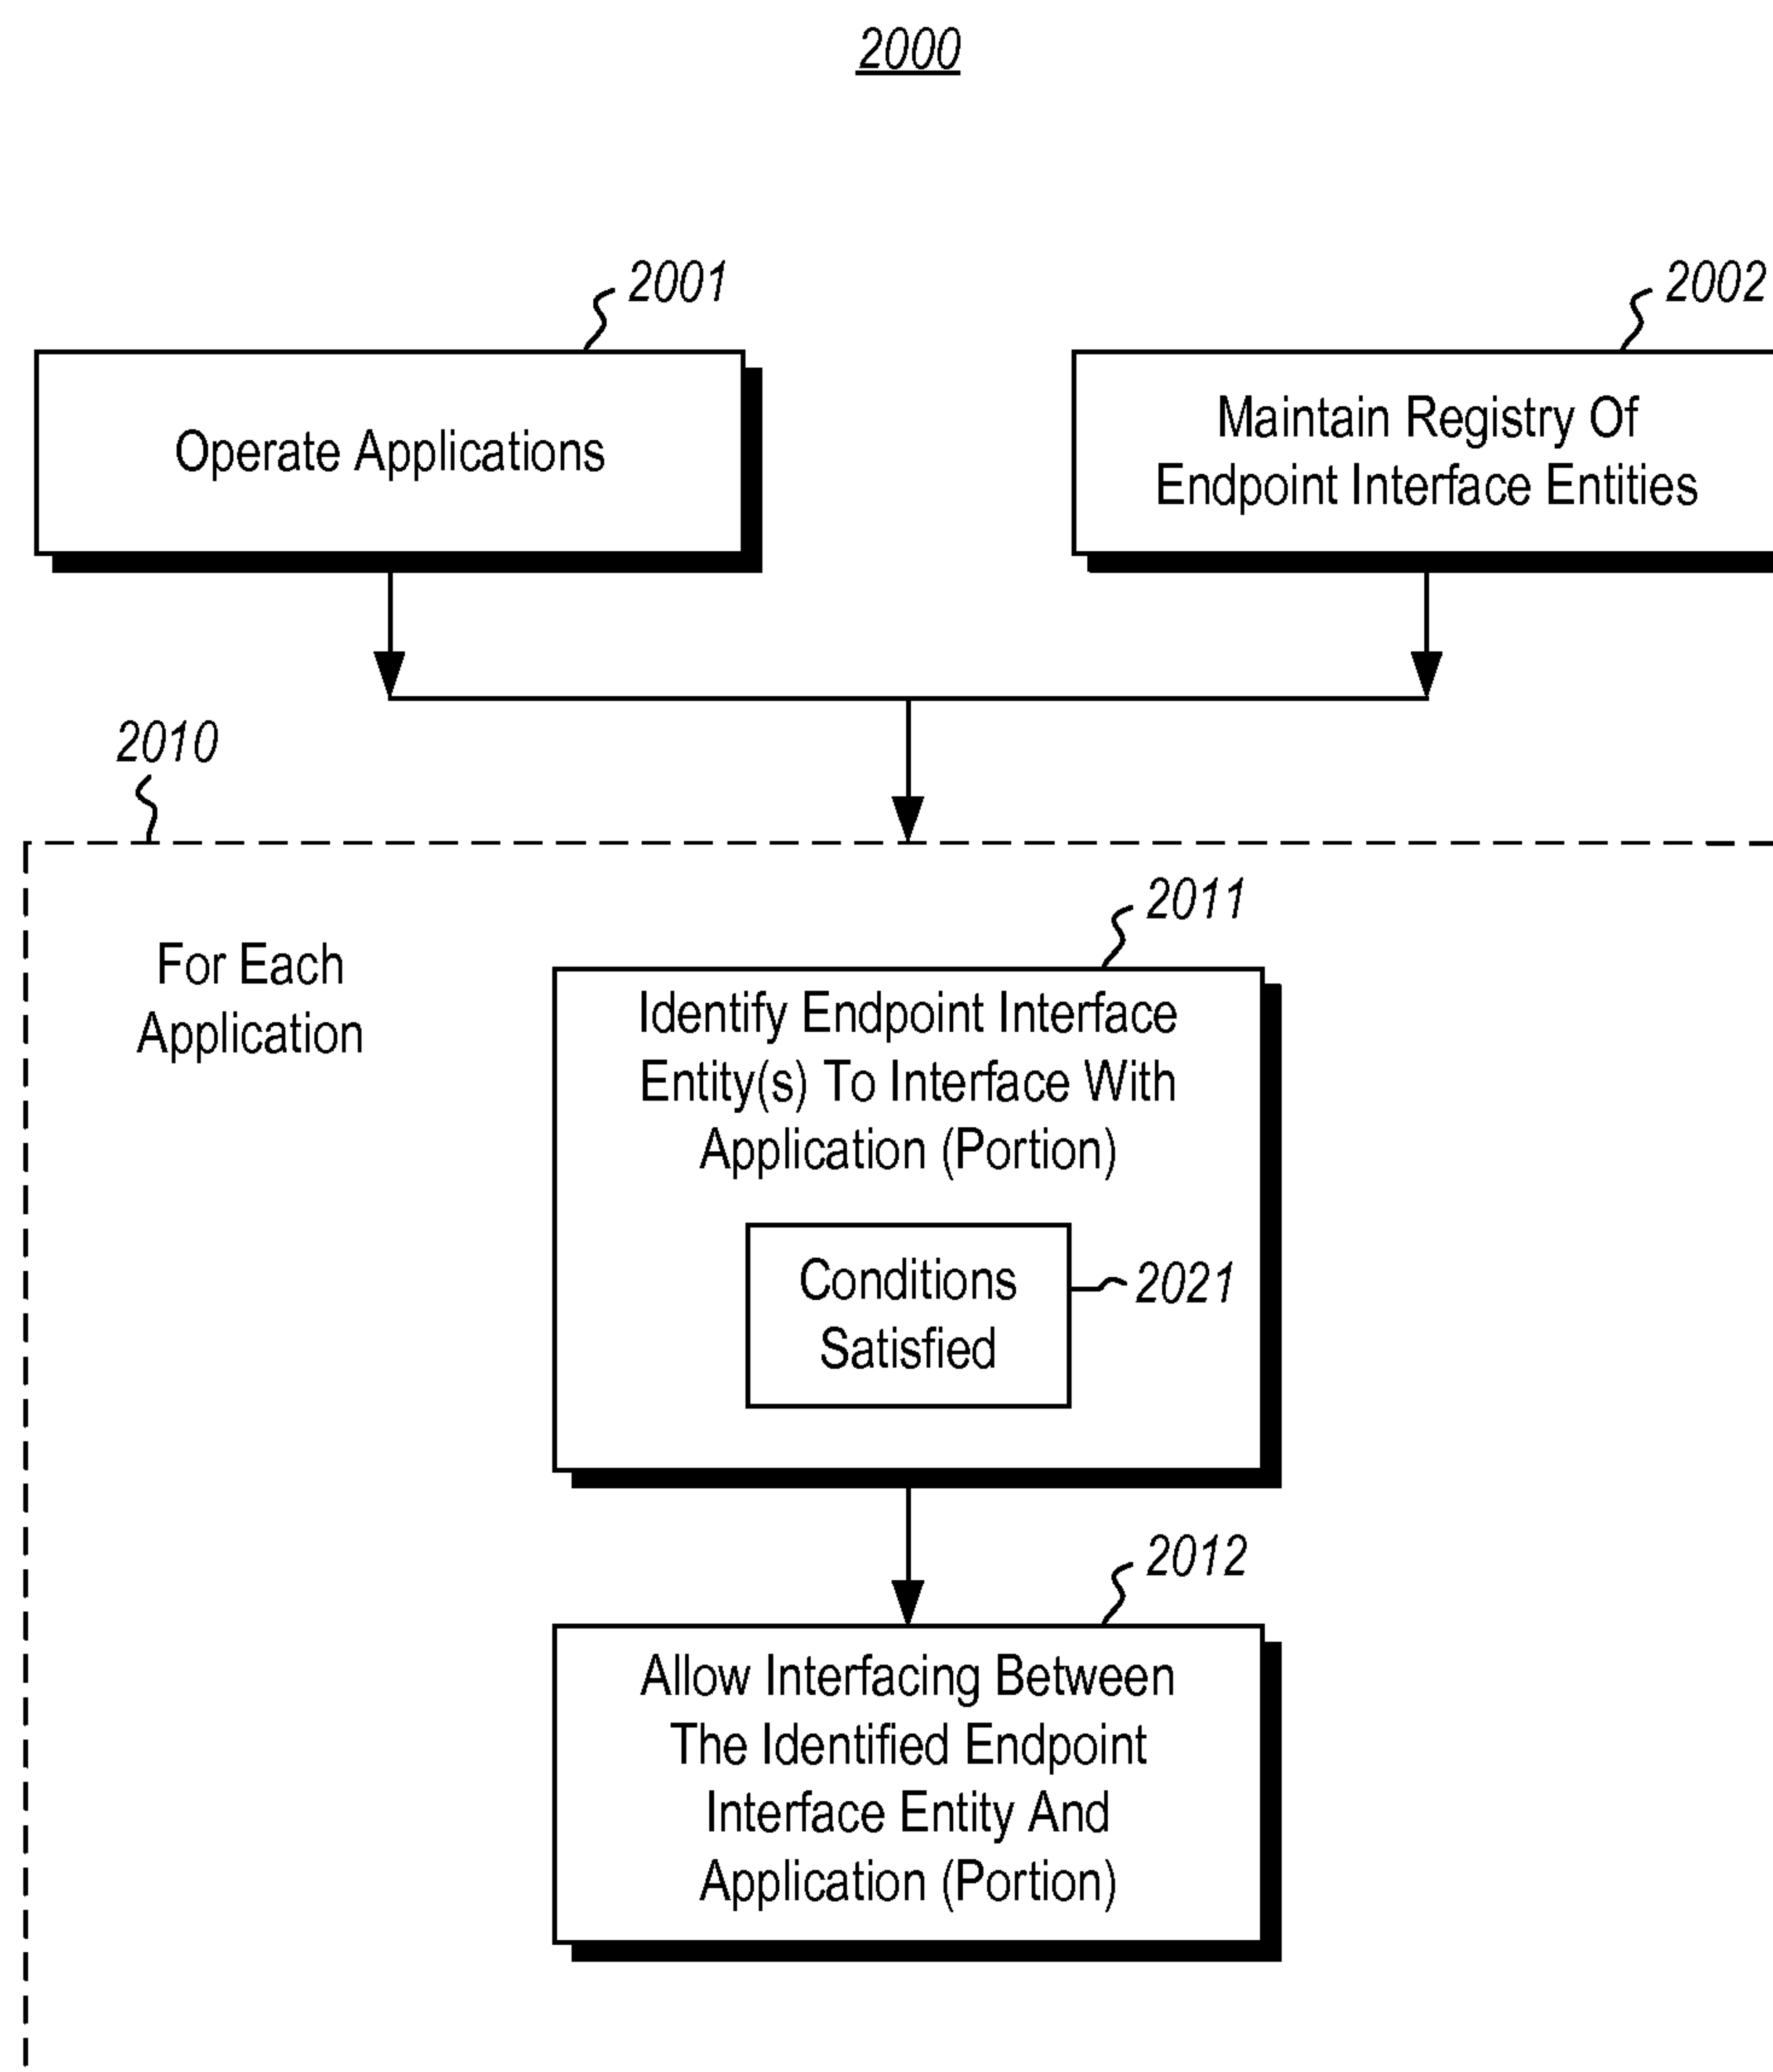 2000
2001
2002
Operate Applications
Maintain Registry Of
Endpoint Interface Entities
2010
2011
For Each
Application
Identify Endpoint Interface
Entity(s) To Interface With
Application (Portion)
Conditions
Satisfied
2021
2012
Allow Interfacing Between
The Identified Endpoint
Interface Entity And
Application (Portion)